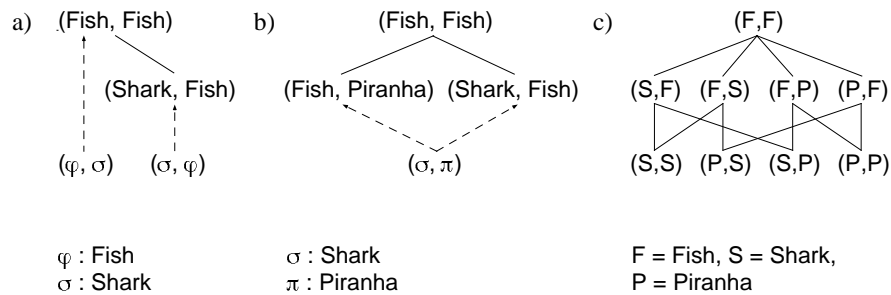 a) (Fish, Fish) b) (Fish, Fish) c) (F,F)
(Shark, Fish) (Fish, Piranha) (Shark, Fish) (S,F) (F,S) (F,P) (P,F)
(φ, σ) (σ, φ) (σ, π) (S,S) (P,S) (S,P) (P,P)
φ : Fish σ : Shark F = Fish, S = Shark,
σ : Shark π : Piranha P = Piranha